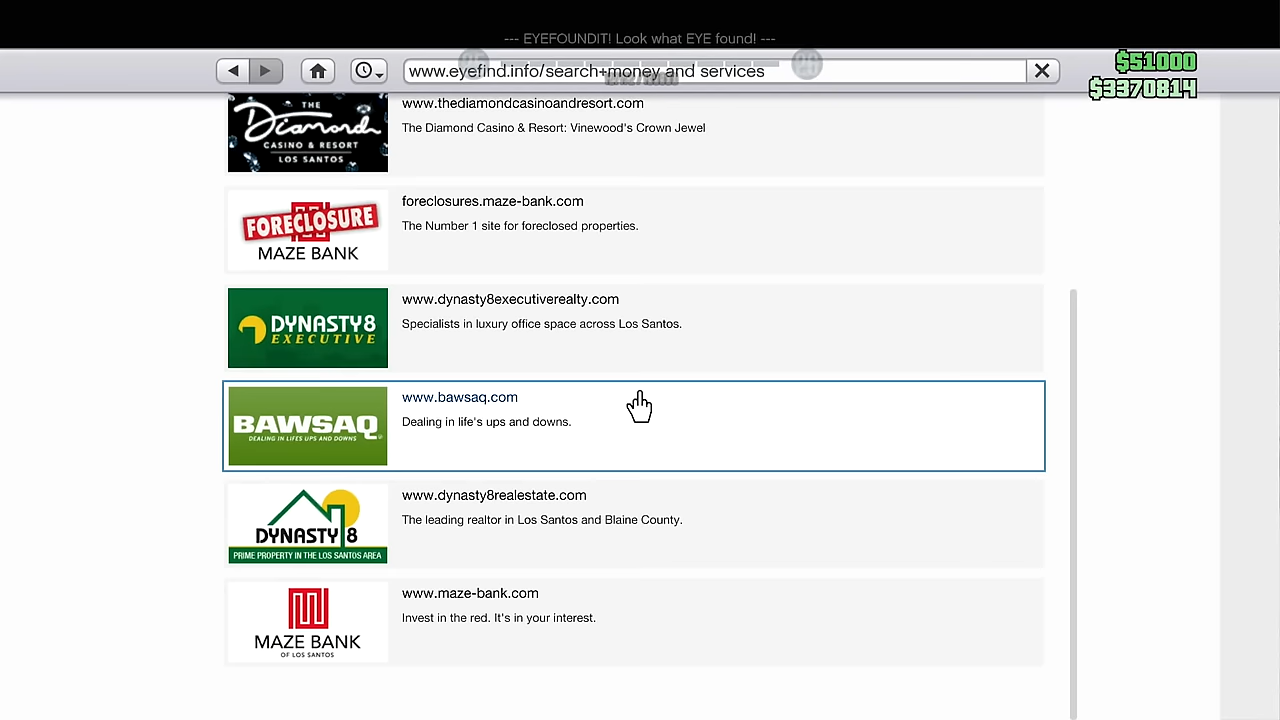 --- EYEFOUNDIT! Look what EYE found! ---
www.eyefind.info/search+money and services
$51000
$3370814
THE
Diamond
CASINO & RESORT
LOS SANTOS
www.thediamondcasinoandresort.com
The Diamond Casino & Resort: Vinewood's Crown Jewel
FORECLOSURE
MAZE BANK
foreclosures.maze-bank.com
The Number 1 site for foreclosed properties.
DYNASTY8
EXECUTIVE
www.dynasty8executiverealty.com
Specialists in luxury office space across Los Santos.
BAWSAQ
DEALING IN LIFES UPS AND DOWNS
www.bawsaq.com
Dealing in life's ups and downs.
DYNASTY 8
PRIME PROPERTY IN THE LOS SANTOS AREA
www.dynasty8realestate.com
The leading realtor in Los Santos and Blaine County.
MAZE BANK
OF LOS SANTOS
www.maze-bank.com
Invest in the red. It's in your interest.